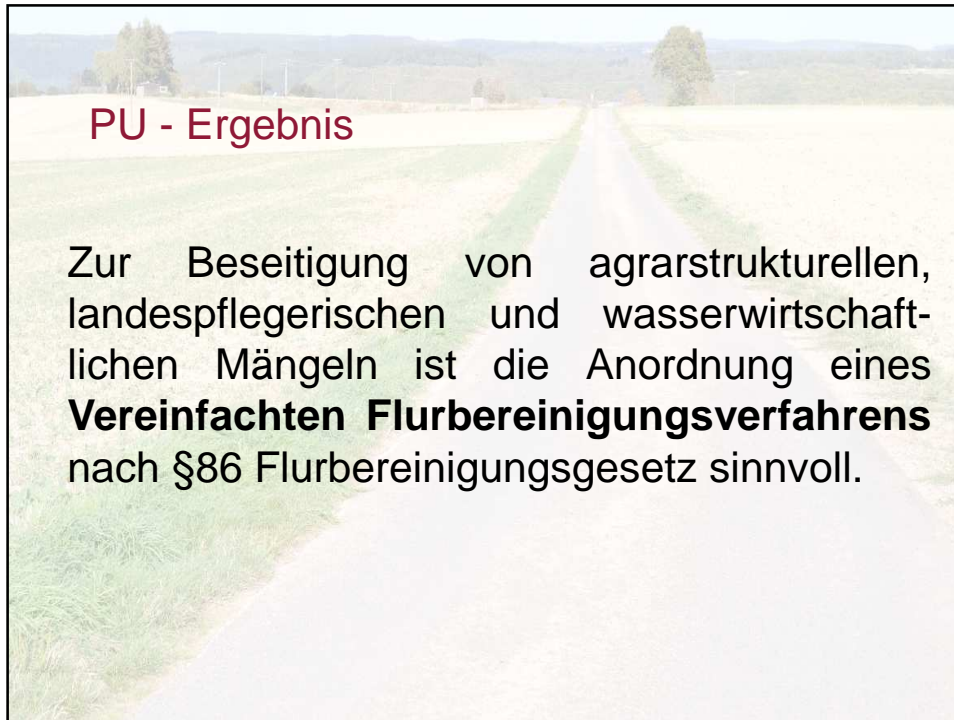 PU - Ergebnis
Zur Beseitigung von agrarstrukturellen,
landespflegerischen und wasserwirtschaft-
lichen Mängeln ist die Anordnung eines
Vereinfachten Flurbereinigungsverfahrens
nach §86 Flurbereinigungsgesetz sinnvoll.